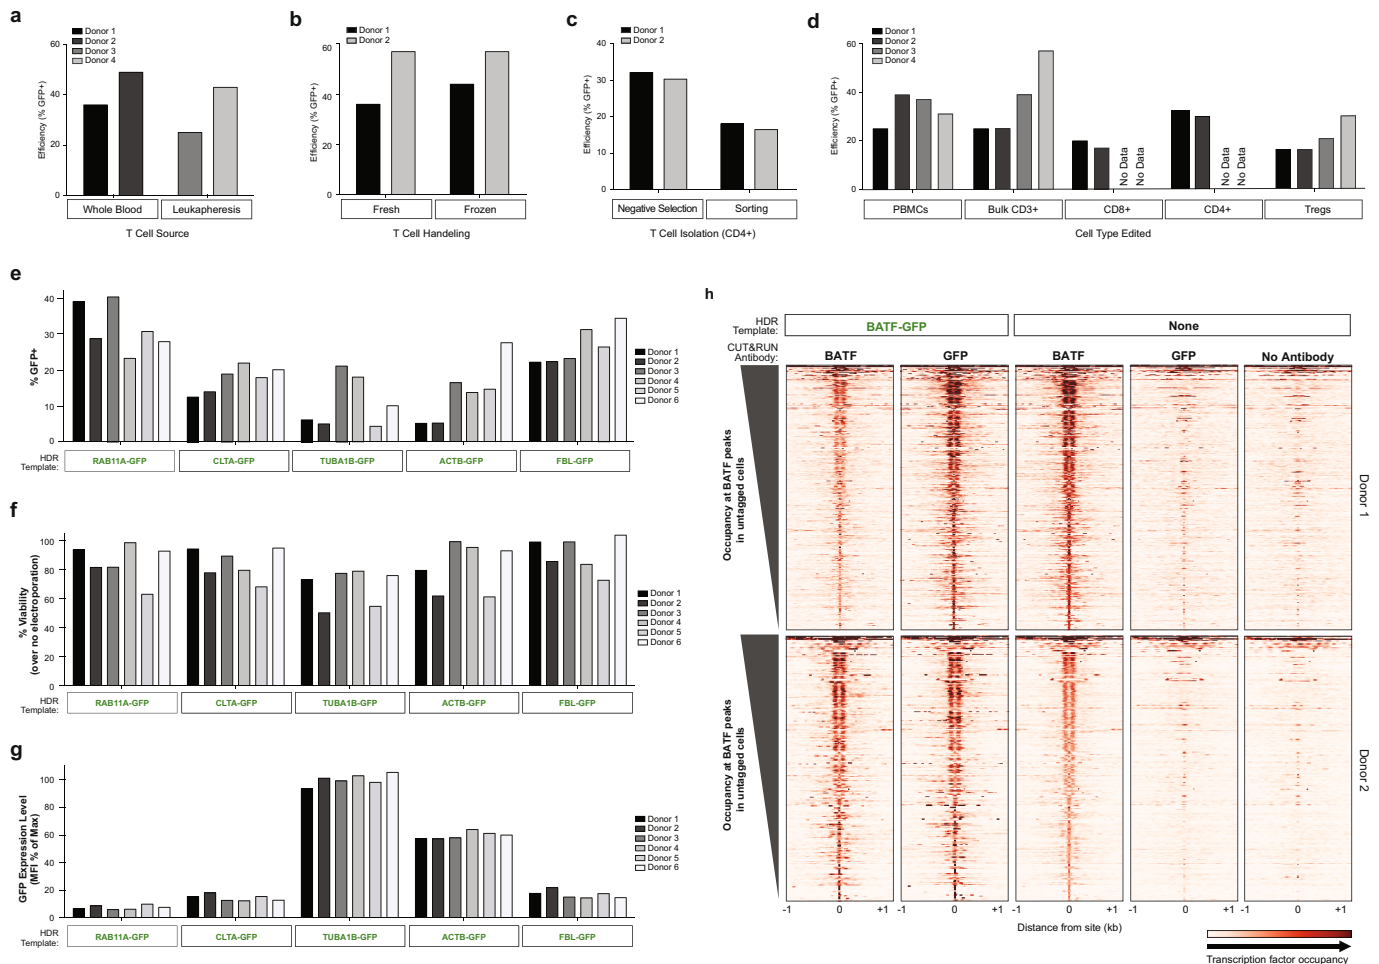 a
Donor 1
Donor 2
Donor 3
Donor 4
60
40
20
0
Efficiency (% GFP+)
Whole Blood
Leukapheresis
T Cell Source
b
Donor 1
Donor 2
60
40
20
0
Efficiency (% GFP+)
Fresh
Frozen
T Cell Handeling
c
Donor 1
Donor 2
40
30
20
10
0
Efficiency (% GFP+)
Negative Selection
Sorting
T Cell Isolation (CD4+)
d
Donor 1
Donor 2
Donor 3
Donor 4
60
40
20
0
Efficiency (% GFP+)
No Data
No Data
No Data
No Data
PBMCs
Bulk CD3+
CD8+
CD4+
Tregs
Cell Type Edited
e
40
30
20
10
0
% GFP+
Donor 1
Donor 2
Donor 3
Donor 4
Donor 5
Donor 6
HDR
Template:
RAB11A-GFP
CLTA-GFP
TUBA1B-GFP
ACTB-GFP
FBL-GFP
f
100
80
60
40
20
0
% Viability
(over no electroporation)
Donor 1
Donor 2
Donor 3
Donor 4
Donor 5
Donor 6
HDR
Template:
RAB11A-GFP
CLTA-GFP
TUBA1B-GFP
ACTB-GFP
FBL-GFP
g
100
80
60
40
20
0
GFP Expression Level
(MFI % of Max)
Donor 1
Donor 2
Donor 3
Donor 4
Donor 5
Donor 6
HDR
Template:
RAB11A-GFP
CLTA-GFP
TUBA1B-GFP
ACTB-GFP
FBL-GFP
h
HDR
Template:
BATF-GFP
None
CUT&RUN
Antibody:
BATF
GFP
BATF
GFP
No Antibody
Occupancy at BATF peaks
in untagged cells
Donor 1
Occupancy at BATF peaks
in untagged cells
Donor 2
-1 0 +1
-1 0 +1
-1 0 +1
-1 0 +1
-1 0 +1
Distance from site (kb)
Transcription factor occupancy